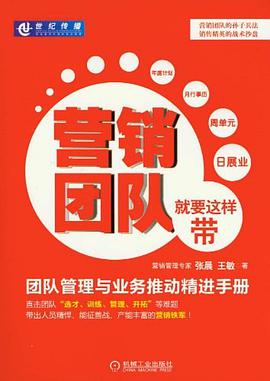 世纪传播
营销团队的孙子兵法
销售精英的战术沙盘
年度计划
月行事历
周单元
日展业
营销
团队
就要这样
带
营销管理专家 张晨 王敏 著
团队管理与业务推动精进手册
直击团队“选才、训练、管理、开拓”等难题
带出人员精悍、能征善战、产能丰富的营销铁军！
机械工业出版社
CHINA MACHINE PRESS